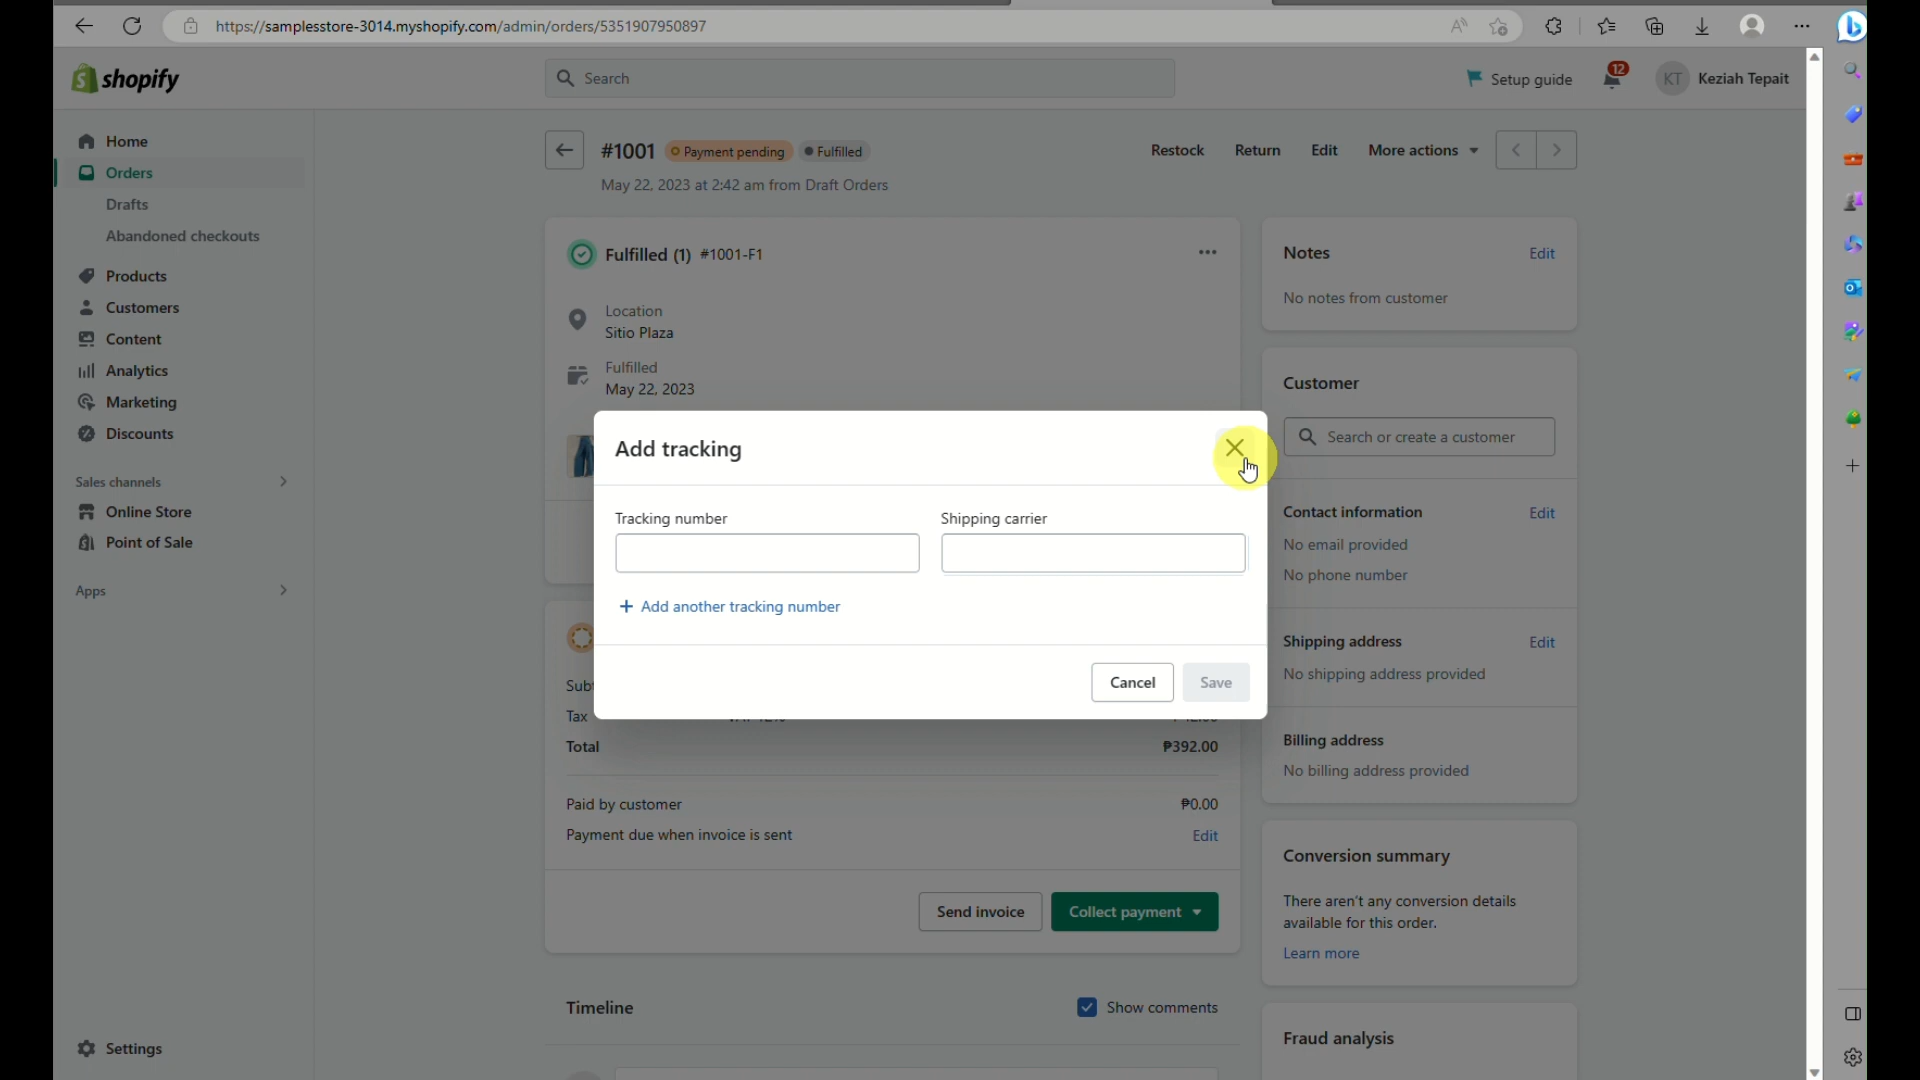 https://samplesstore-3014.myshopify.com/admin/orders/5351907950897
shopify
Search
Setup guide
12
KT
Keziah Tepait
Home
Orders
Drafts
Abandoned checkouts
Products
Customers
Content
Analytics
Marketing
Discounts
Sales channels
Online Store
Point of Sale
Apps
Settings
#1001 Payment pending Fulfilled
May 22, 2023 at 2:42 am from Draft Orders
Restock Return Edit More actions
Fulfilled (1) #1001-F1
Location
Sitio Plaza
Fulfilled
May 22, 2023
Add tracking
Tracking number
Shipping carrier
+ Add another tracking number
Cancel
Save
Tax
Total ₱392.00
Paid by customer ₱0.00
Payment due when invoice is sent Edit
Send invoice
Collect payment
Timeline
Show comments
Notes Edit
No notes from customer
Customer
Search or create a customer
Contact information Edit
No email provided
No phone number
Shipping address Edit
No shipping address provided
Billing address
No billing address provided
Conversion summary
There aren't any conversion details
available for this order.
Learn more
Fraud analysis